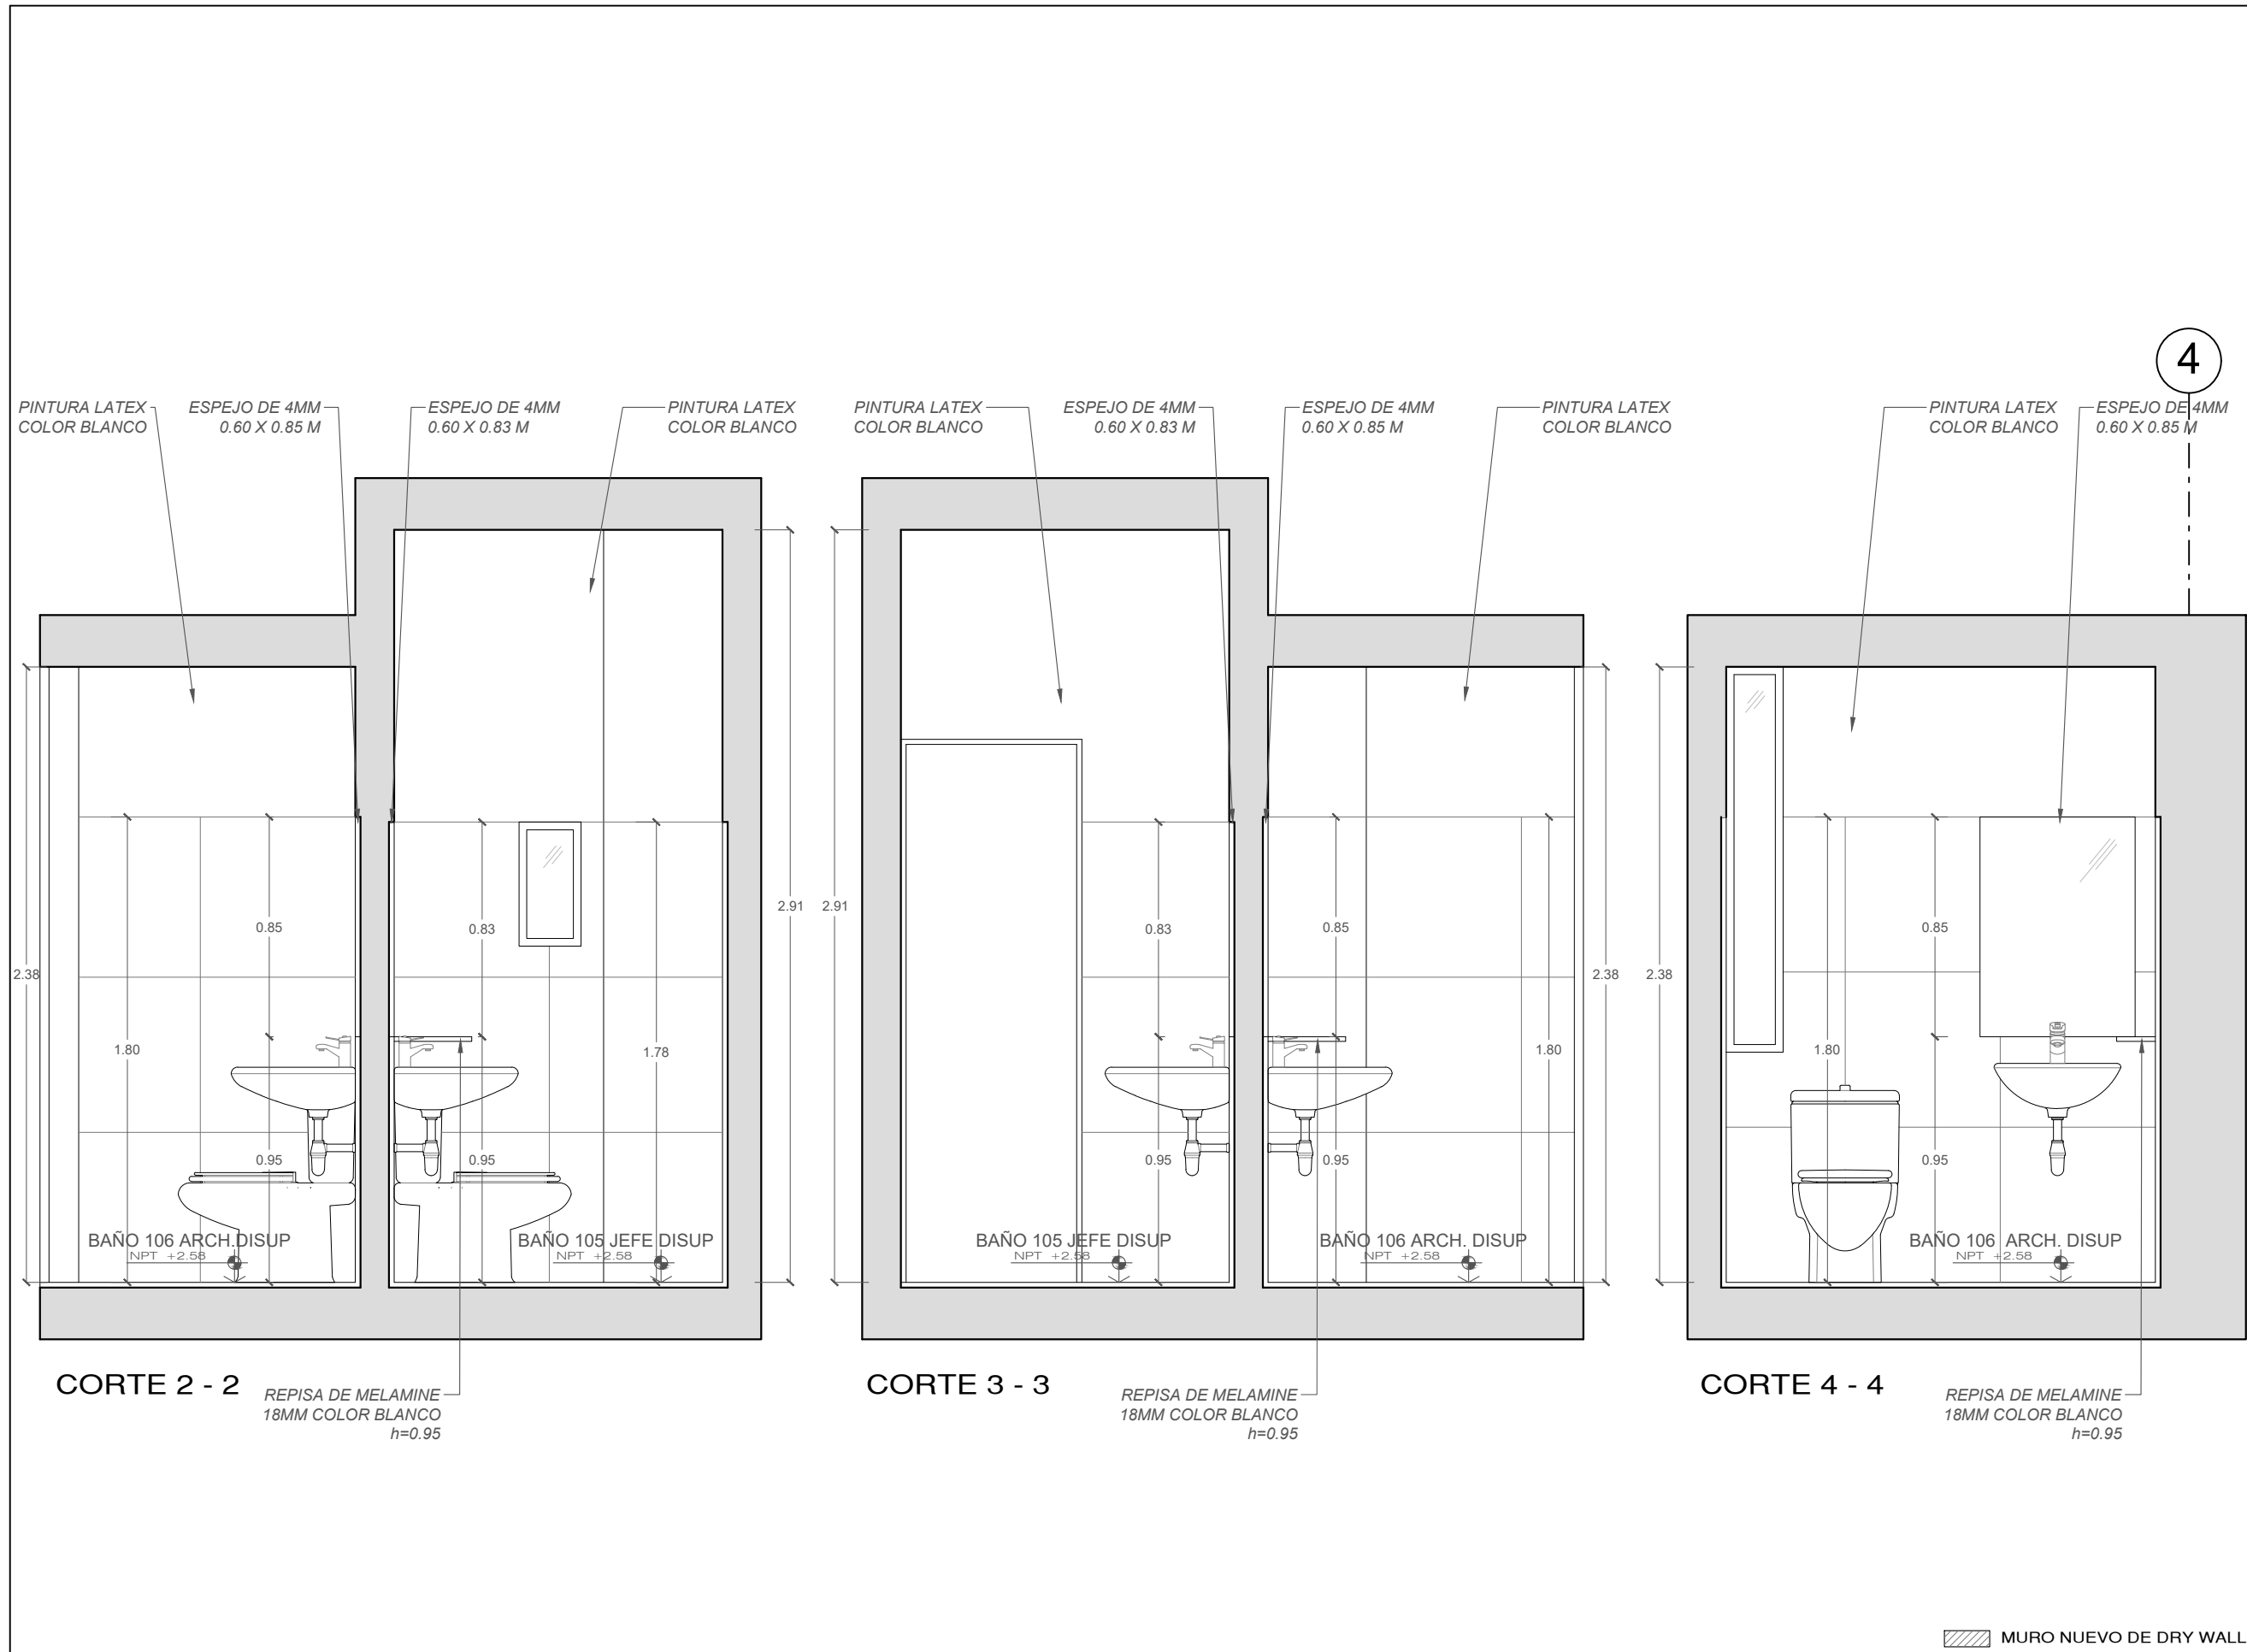 4
PINTURA LATEX
COLOR BLANCO
ESPEJO DE 4MM
0.60 X 0.85 M
ESPEJO DE 4MM
0.60 X 0.83 M
PINTURA LATEX
COLOR BLANCO
PINTURA LATEX
COLOR BLANCO
ESPEJO DE 4MM
0.60 X 0.83 M
ESPEJO DE 4MM
0.60 X 0.85 M
PINTURA LATEX
COLOR BLANCO
PINTURA LATEX
COLOR BLANCO
ESPEJO DE 4MM
0.60 X 0.85 M
2.38
1.80
0.85
0.95
0.83
0.95
1.78
2.91
BAÑO 106 ARCH.DISUP
NPT +2.58
BAÑO 105 JEFE DISUP
NPT +2.58
2.91
0.83
0.95
0.85
0.95
1.80
2.38
BAÑO 105 JEFE DISUP
NPT +2.58
BAÑO 106 ARCH. DISUP
NPT +2.58
2.38
1.80
0.85
0.95
BAÑO 106 ARCH. DISUP
NPT +2.58
CORTE 2 - 2
REPISA DE MELAMINE
18MM COLOR BLANCO
h=0.95
CORTE 3 - 3
REPISA DE MELAMINE
18MM COLOR BLANCO
h=0.95
CORTE 4 - 4
REPISA DE MELAMINE
18MM COLOR BLANCO
h=0.95
MURO NUEVO DE DRY WALL